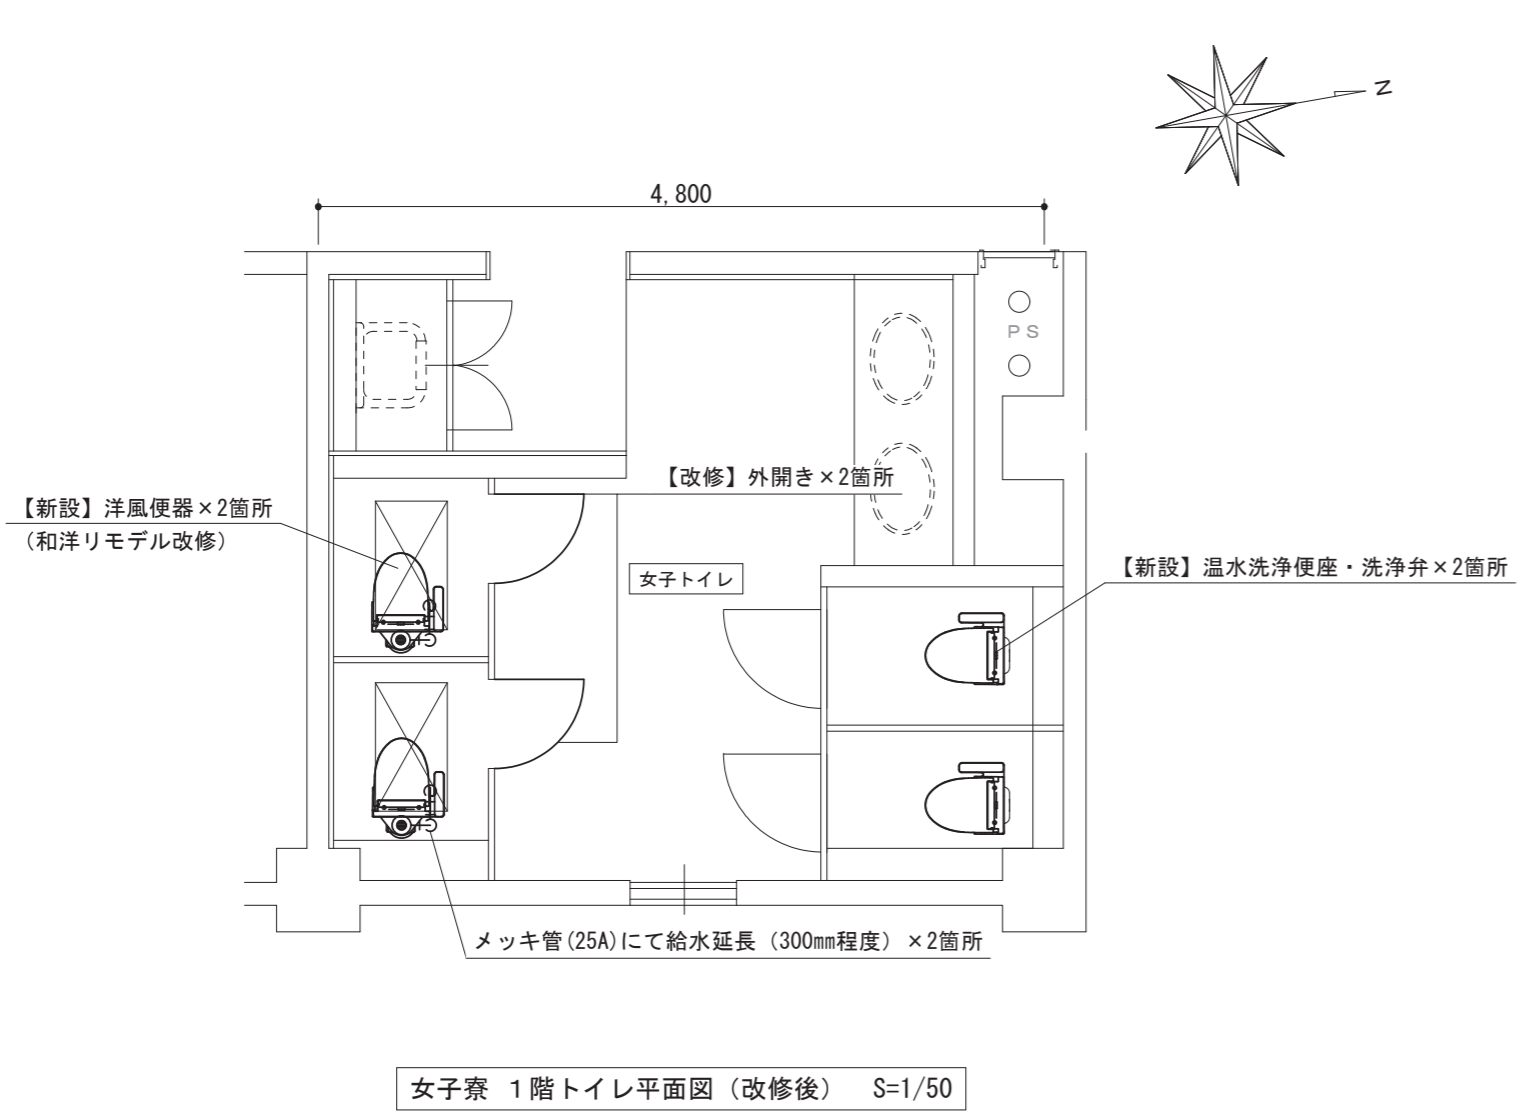 N
4,800
PS
【改修】外開き×2箇所
【新設】洋風便器×2箇所
（和洋リモデル改修）
女子トイレ
【新設】温水洗浄便座・洗浄弁×2箇所
メッキ管(25A)にて給水延長（300㎜程度）×2箇所
女子寮 １階トイレ平面図（改修後） S=1/50